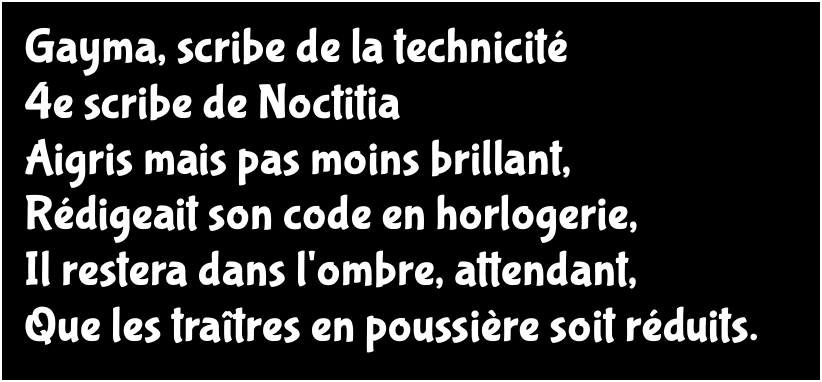 Gayma, scribe de la technicité
4e scribe de Noctitia
Aigris mais pas moins brillant,
Rédigeait son code en horlogerie,
Il restera dans l'ombre, attendant,
Que les traîtres en poussière soit réduits.